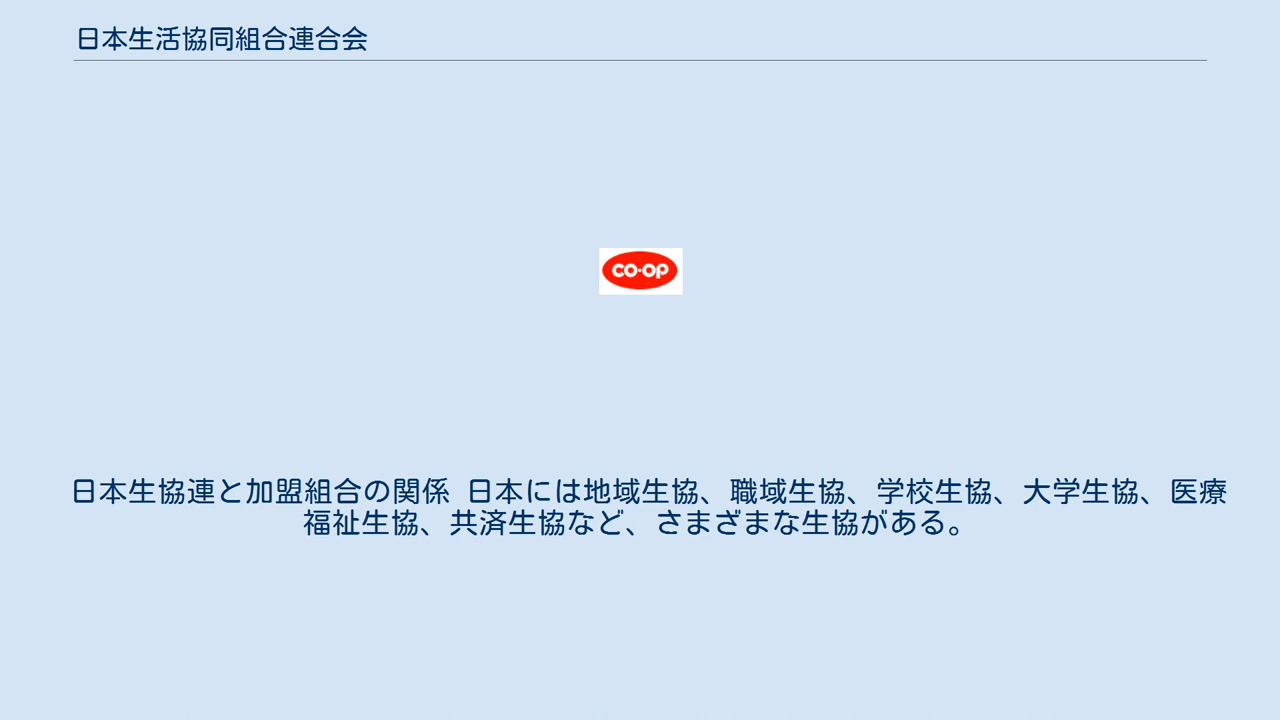 日本生活協同組合連合会
CO·OP
日本生協連と加盟組合の関係 日本には地域生協、職域生協、学校生協、大学生協、医療
福祉生協、共済生協など、さまざまな生協がある。